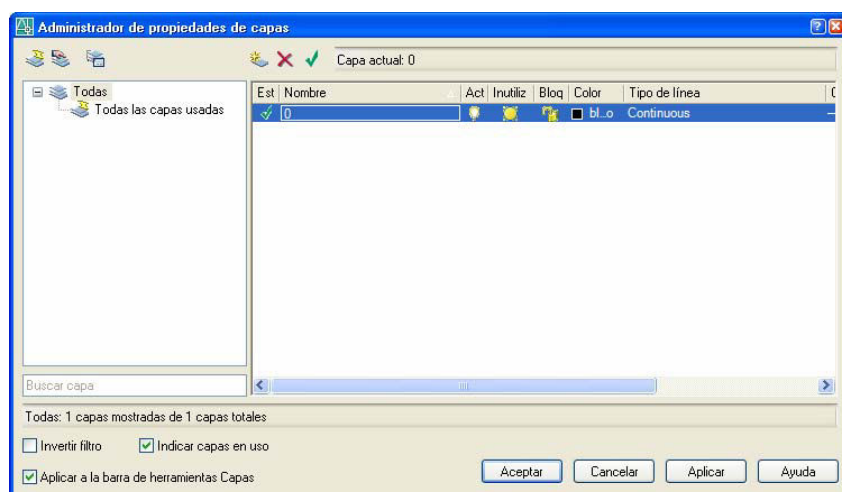 Administrador de propiedades de capas
Capa actual: 0
Todas
Todas las capas usadas
Est Nombre Act Inutiliz Bloq Color Tipo de línea
0 bl...o Continuous
Buscar capa
Todas: 1 capas mostradas de 1 capas totales
Invertir filtro Indicar capas en uso
Aplicar a la barra de herramientas Capas
Aceptar Cancelar Aplicar Ayuda